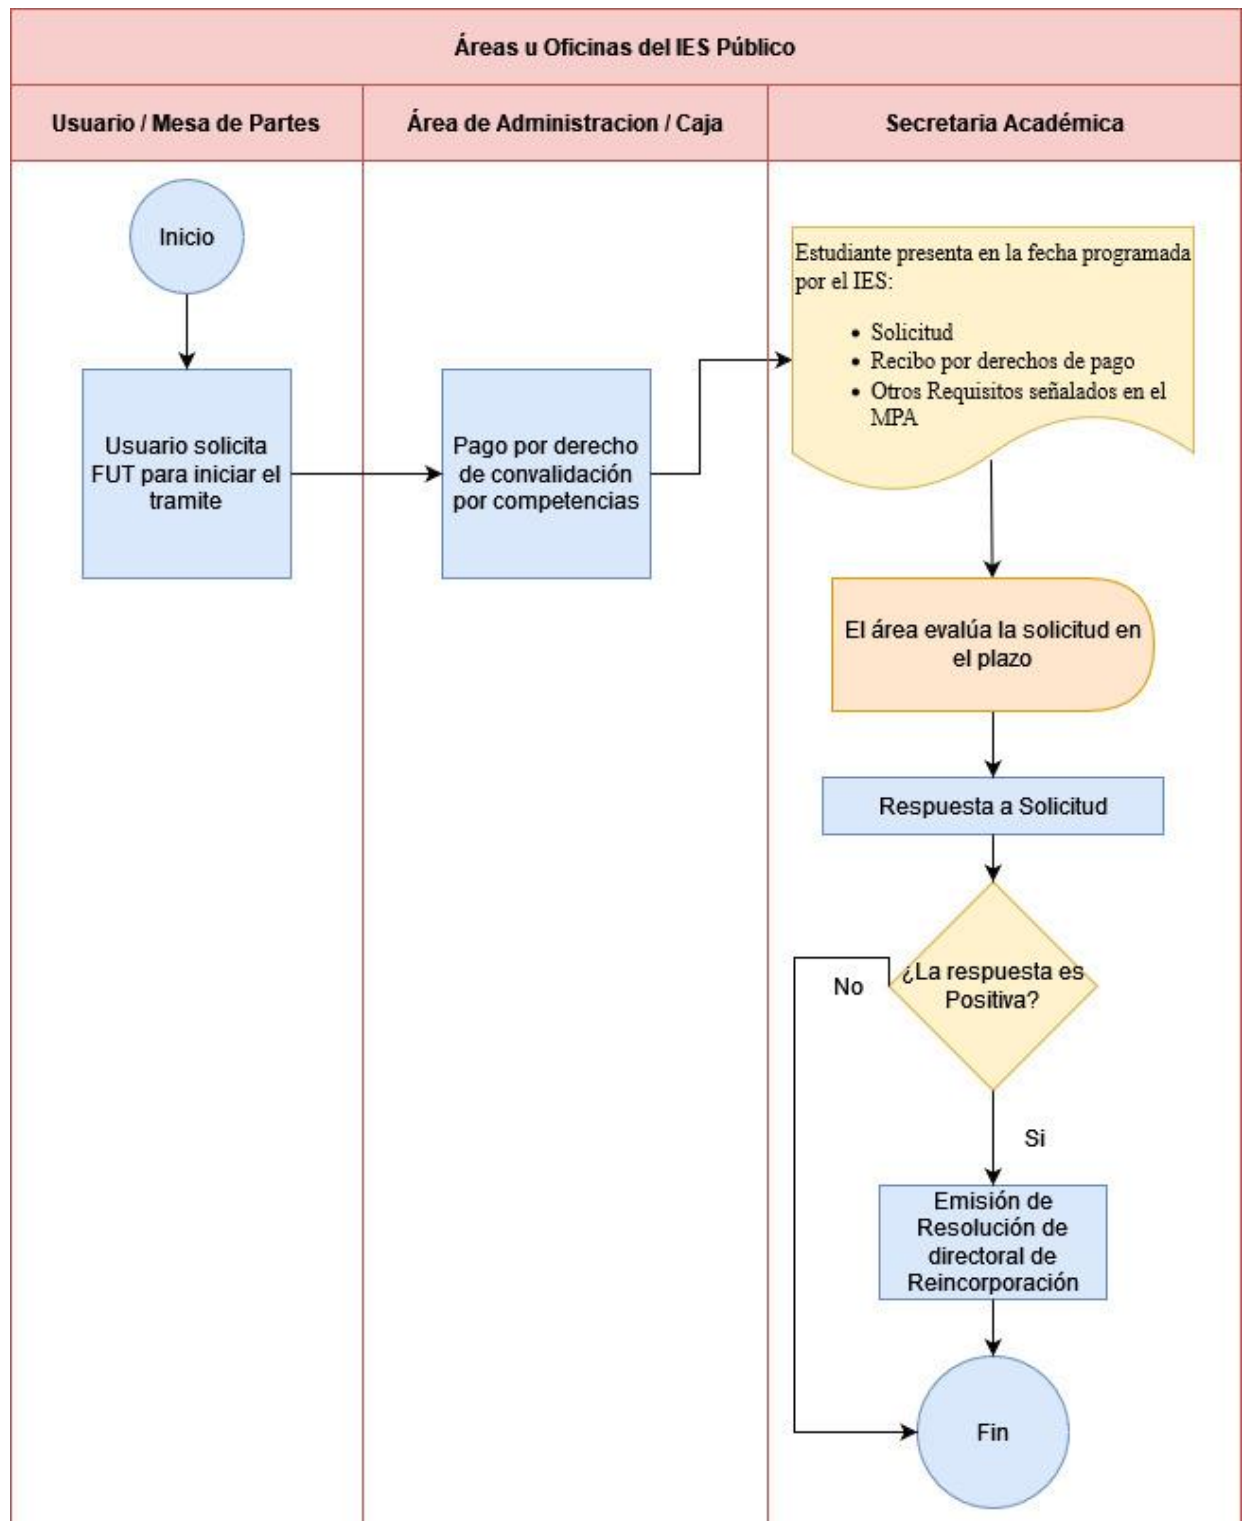 Áreas u Oficinas del IES Público
Usuario / Mesa de Partes
Área de Administracion / Caja
Secretaria Académica
Inicio
Usuario solicita
FUT para iniciar el
tramite
Pago por derecho
de convalidación
por competencias
Estudiante presenta en la fecha programada
por el IES:
• Solicitud
• Recibo por derechos de pago
• Otros Requisitos señalados en el
MPA
El área evalúa la solicitud en
el plazo
Respuesta a Solicitud
¿La respuesta es
Positiva?
No
Si
Emisión de
Resolución de
directoral de
Reincorporación
Fin